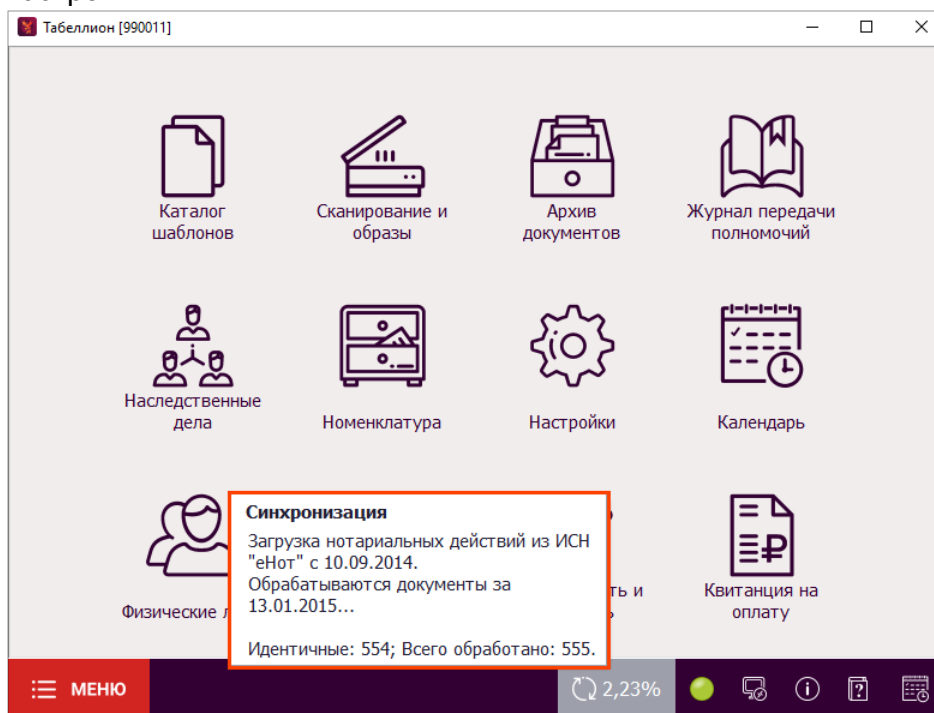 Табеллион [990011]
Каталог
шаблонов
Сканирование и
образы
Архив
документов
Журнал передачи
полномочий
Наследственные
дела
Номенклатура
Настройки
Календарь
Физические
Синхронизация
Загрузка нотариальных действий из ИСН
"еНот" с 10.09.2014.
Обрабатываются документы за
13.01.2015...
Идентичные: 554; Всего обработано: 555.
ть и
Квитанция на
оплату
МЕНЮ
2,23%